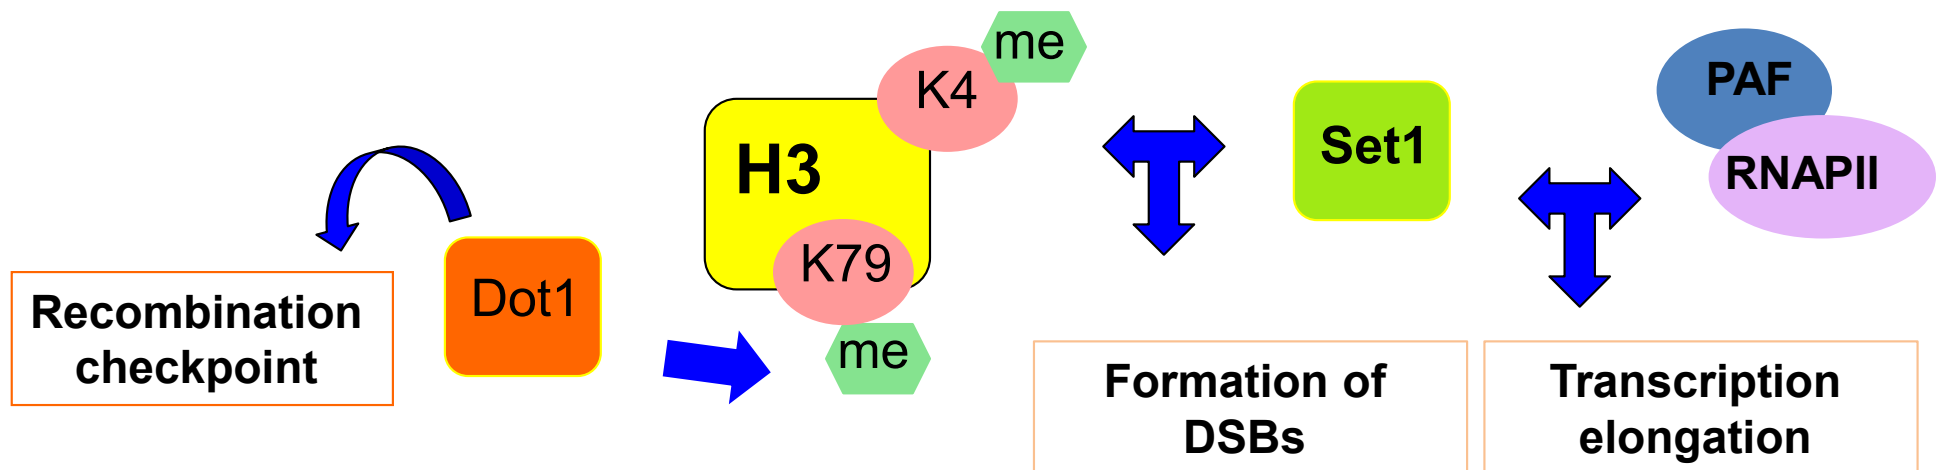 me
K4
PAF
H3
Set1
RNAPII
K79
Dot1
Recombination
checkpoint
me
Formation of
DSBs
Transcription
elongation